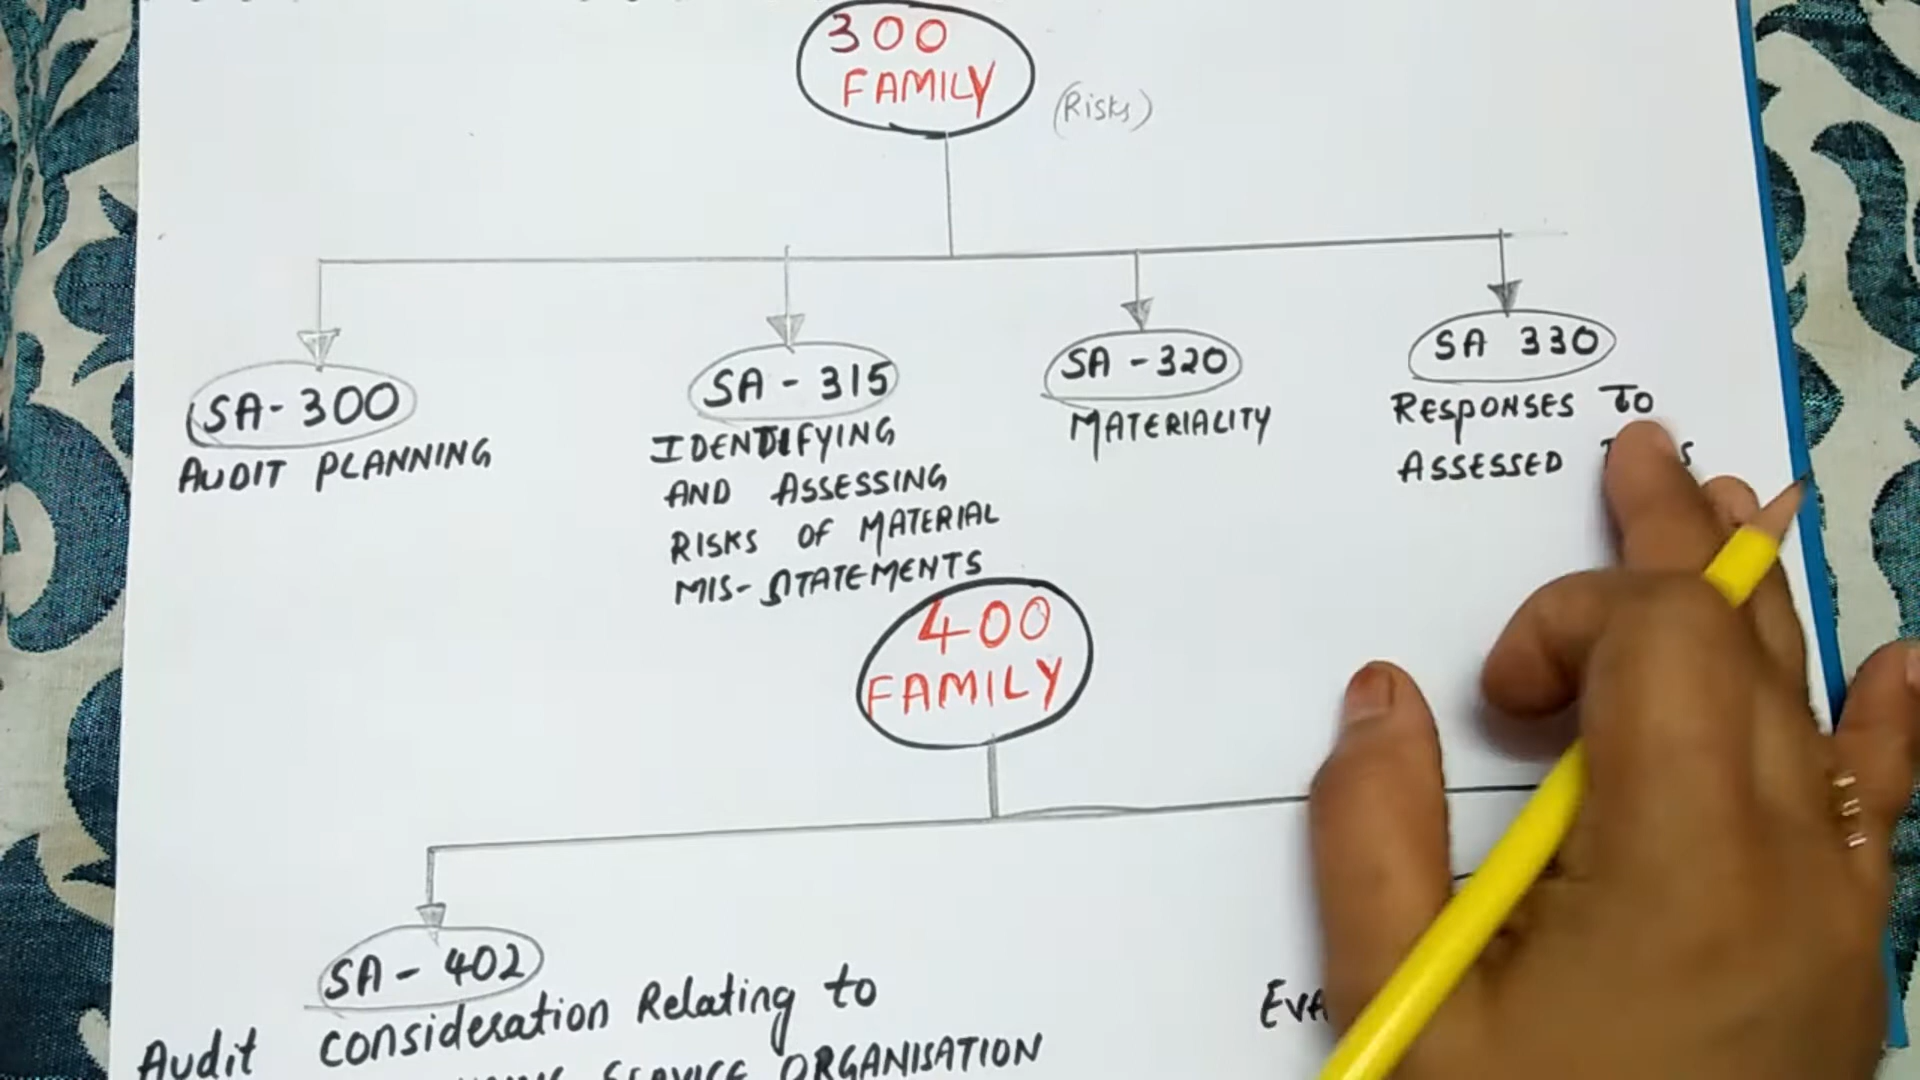 300
FAMILY
(Risks)
SA-300
AUDIT PLANNING
SA - 315
IDENTIFYING
AND ASSESSING
RISKS OF MATERIAL
MIS-STATEMENTS
SA - 320
MATERIALITY
SA 330
RESPONSES TO
ASSESSED
400
FAMILY
SA - 402
Audit consideration Relating to
SERVICE ORGANISATION